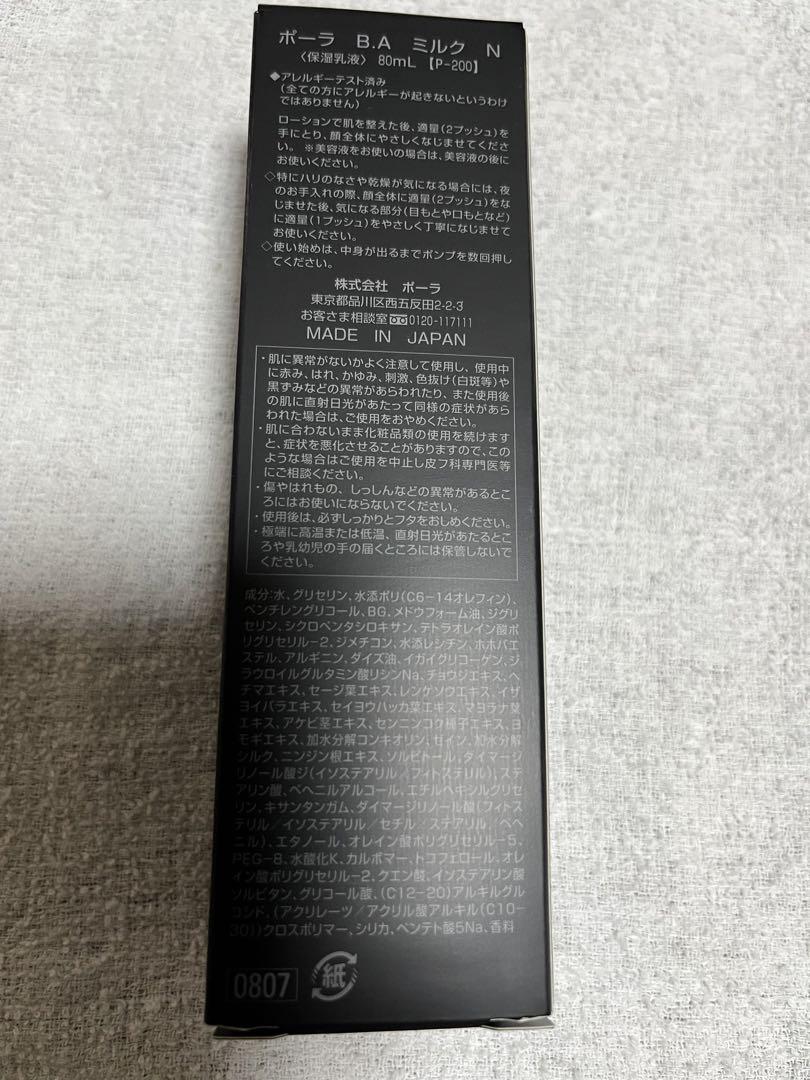 ポーラ B.A ミルク N
〈保湿乳液〉 80mL 【P-200】
◆アレルギーテスト済み
(全ての方にアレルギーが起きないというわけ
ではありません)
ローションで肌を整えた後、適量(2プッシュ)を
手にとり、顔全体にやさしくなじませてくださ
い。 ※美容液をお使いの場合は、美容液の後に
お使いください。
◇特にハリのなさや乾燥が気になる場合には、夜
のお手入れの際、顔全体に適量(2プッシュ)をな
じませた後、気になる部分(目もとや口もとなど)
に適量(1プッシュ)をやさしく丁寧になじませて
お使いください。
◇使い始めは、中身が出るまでポンプを数回押し
てください。
株式会社 ポーラ
東京都品川区西五反田2-2-3
お客さま相談室 0120-117111
MADE IN JAPAN
・肌に異常がないかよく注意して使用し、使用中
に赤み、はれ、かゆみ、刺激、色抜け(白斑等)や
黒ずみなどの異常があらわれたり、また使用後
の肌に直射日光があたって同様の症状があら
われた場合は、ご使用をおやめください。
・肌に合わないまま化粧品類の使用を続けます
と、症状を悪化させることがありますので、この
ような場合はご使用を中止し皮フ科専門医等
にご相談ください。
・傷やはれもの、しっしんなどの異常があるとこ
ろにはお使いにならないでください。
・使用後は、必ずしっかりとフタをおしめください。
・極端に高温または低温、直射日光があたるとこ
ろや乳幼児の手の届くところには保管しないで
ください。
成分:水、グリセリン、水添ポリ(C6-14オレフィン)、
ペンチレングリコール、BG、メドウフォーム油、ジグリ
セリン、シクロペンタシロキサン、テトラオレイン酸ポ
リグリセリル-2、ジメチコン、水添レシチン、ホホバエ
ステル、アルギニン、ダイズ油、イガイグリコーゲン、ジ
ラウロイルグルタミン酸リシンNa、チョウジエキス、ヘ
チマエキス、セージ葉エキス、レンゲソウエキス、イザ
ヨイバラエキス、セイヨウハッカ葉エキス、マヨラナ葉
エキス、アケビ茎エキス、センニンコク種子エキス、ヨ
モギエキス、加水分解コンキオリン、ゼイン、加水分解
シルク、ニンジン根エキス、ソルビトール、ダイマージ
リノール酸ジ(イソステアリル/フィトステリル)、ステ
アリン酸、ベヘニルアルコール、エチルヘキシルグリセ
リン、キサンタンガム、ダイマージリノール酸(フィトス
テリル/イソステアリル/セチル/ステアリル/ベヘ
ニル)、エタノール、オレイン酸ポリグリセリル-5、
PEG-8、水酸化K、カルボマー、トコフェロール、オレ
イン酸ポリグリセリル-2、クエン酸、イソステアリン酸
ソルビタン、グリコール酸、(C12-20)アルキルグル
コシド、(アクリレーツ/アクリル酸アルキル(C10-
30))クロスポリマー、シリカ、ペンテト酸5Na、香料
0807
紙